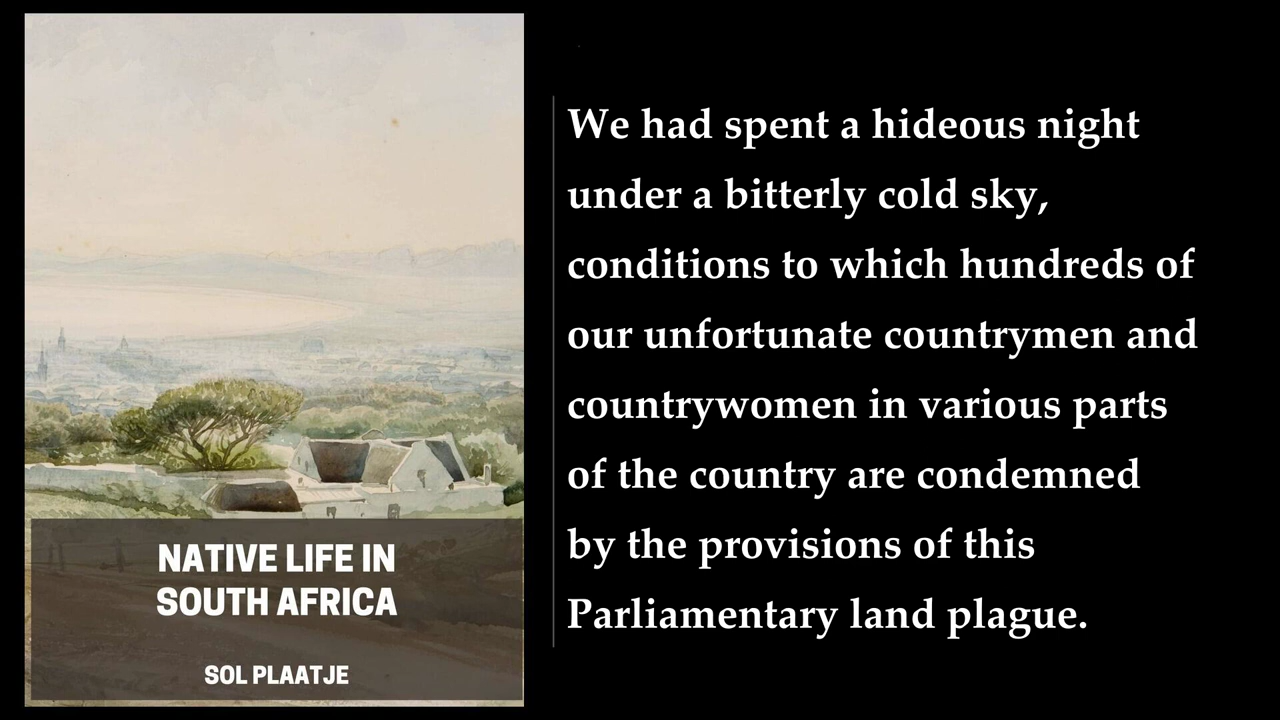 NATIVE LIFE IN
SOUTH AFRICA
SOL PLAATJE
We had spent a hideous night
under a bitterly cold sky,
conditions to which hundreds of
our unfortunate countrymen and
countrywomen in various parts
of the country are condemned
by the provisions of this
Parliamentary land plague.